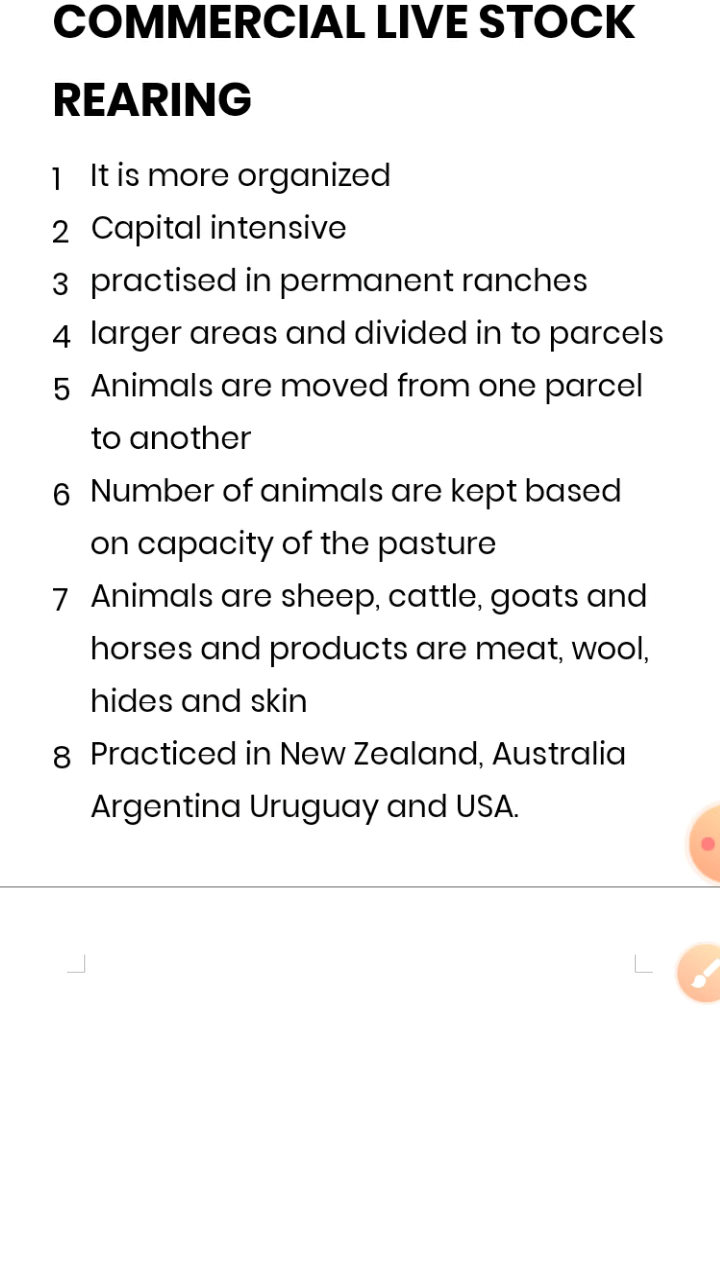 COMMERCIAL LIVE STOCK
REARING
1 It is more organized
2 Capital intensive
3 practised in permanent ranches
4 larger areas and divided in to parcels
5 Animals are moved from one parcel
to another
6 Number of animals are kept based
on capacity of the pasture
7 Animals are sheep, cattle, goats and
horses and products are meat, wool,
hides and skin
8 Practiced in New Zealand, Australia
Argentina Uruguay and USA.